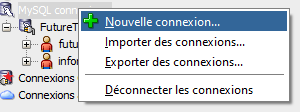 MySQL conn
Nouvelle connexion...
FutureT
Importer des connexions...
futu
Exporter des connexions...
infor
Connexions
Déconnecter les connexions
Connexions